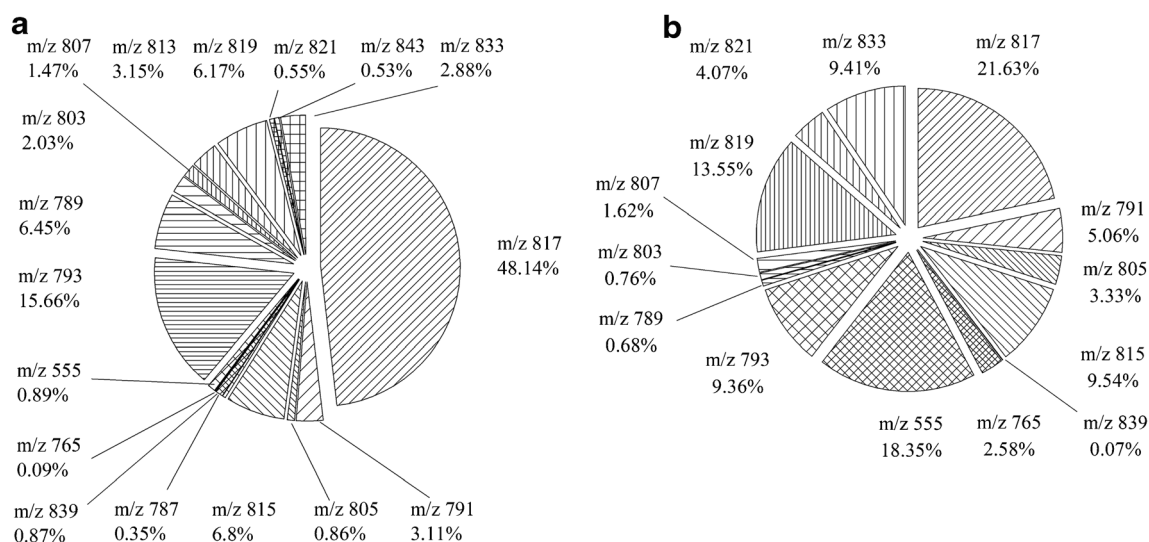 a
m/z 807 m/z 813 m/z 819 m/z 821 m/z 843 m/z 833
1.47% 3.15% 6.17% 0.55% 0.53% 2.88%
m/z 803
2.03%
m/z 789
6.45%
m/z 817
48.14%
m/z 793
15.66%
m/z 555
0.89%
m/z 765
0.09%
m/z 839 m/z 787 m/z 815 m/z 805 m/z 791
0.87% 0.35% 6.8% 0.86% 3.11%
b
m/z 821 m/z 833 m/z 817
4.07% 9.41% 21.63%
m/z 819
13.55%
m/z 807
1.62%
m/z 791
5.06%
m/z 803
0.76%
m/z 805
3.33%
m/z 789
0.68%
m/z 793
9.36%
m/z 815
9.54%
m/z 555 m/z 765 m/z 839
18.35% 2.58% 0.07%